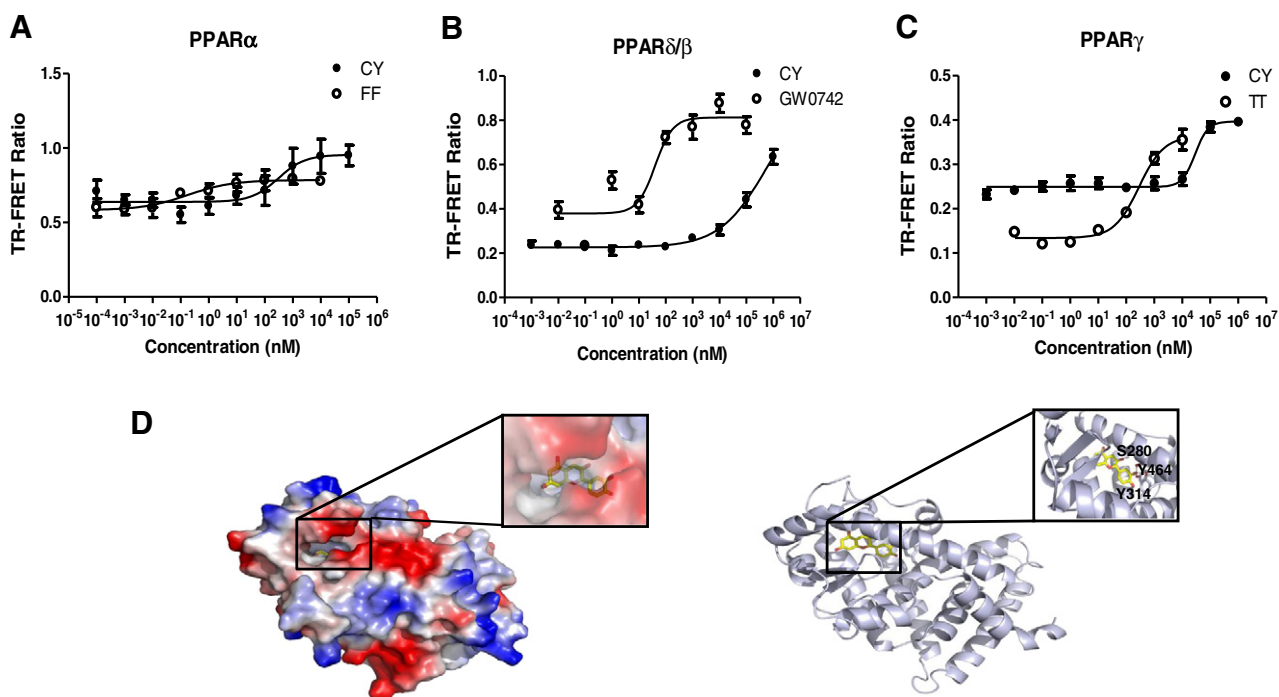 A
PPARα
CY
FF
TR-FRET Ratio
1.5
1.0
0.5
0.0
10⁻⁵ 10⁻⁴ 10⁻³ 10⁻² 10⁻¹ 10⁰ 10¹ 10² 10³ 10⁴ 10⁵ 10⁶
Concentration (nM)
B
PPARδ/β
CY
GW0742
TR-FRET Ratio
1.0
0.8
0.6
0.4
0.2
0.0
10⁻⁴ 10⁻³ 10⁻² 10⁻¹ 10⁰ 10¹ 10² 10³ 10⁴ 10⁵ 10⁶ 10⁷
Concentration (nM)
C
PPARγ
CY
TT
TR-FRET Ratio
0.5
0.4
0.3
0.2
0.1
0.0
10⁻⁴ 10⁻³ 10⁻² 10⁻¹ 10⁰ 10¹ 10² 10³ 10⁴ 10⁵ 10⁶ 10⁷
Concentration (nM)
D
S280
Y464
Y314